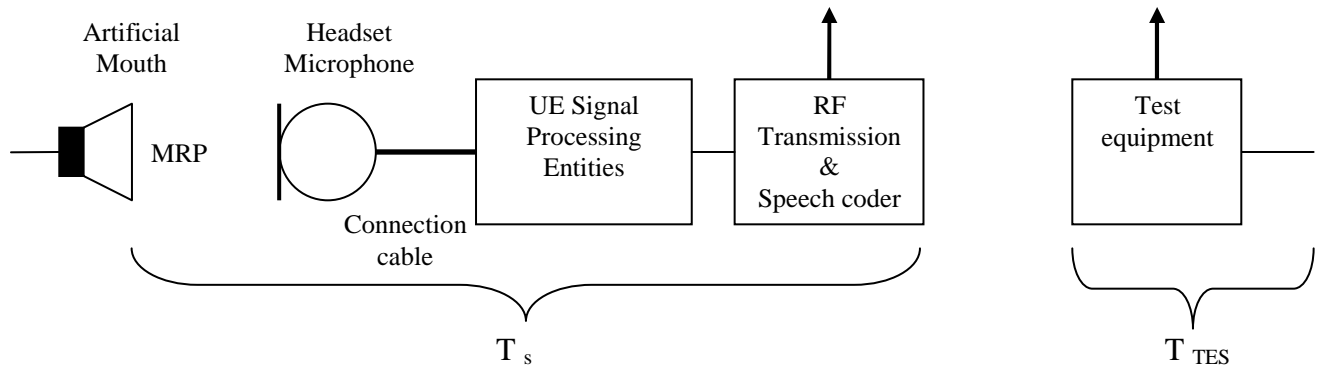 Artificial
Mouth
MRP
Headset
Microphone
Connection
cable
UE Signal
Processing
Entities
RF
Transmission
&
Speech coder
Test
equipment
T s
T TES